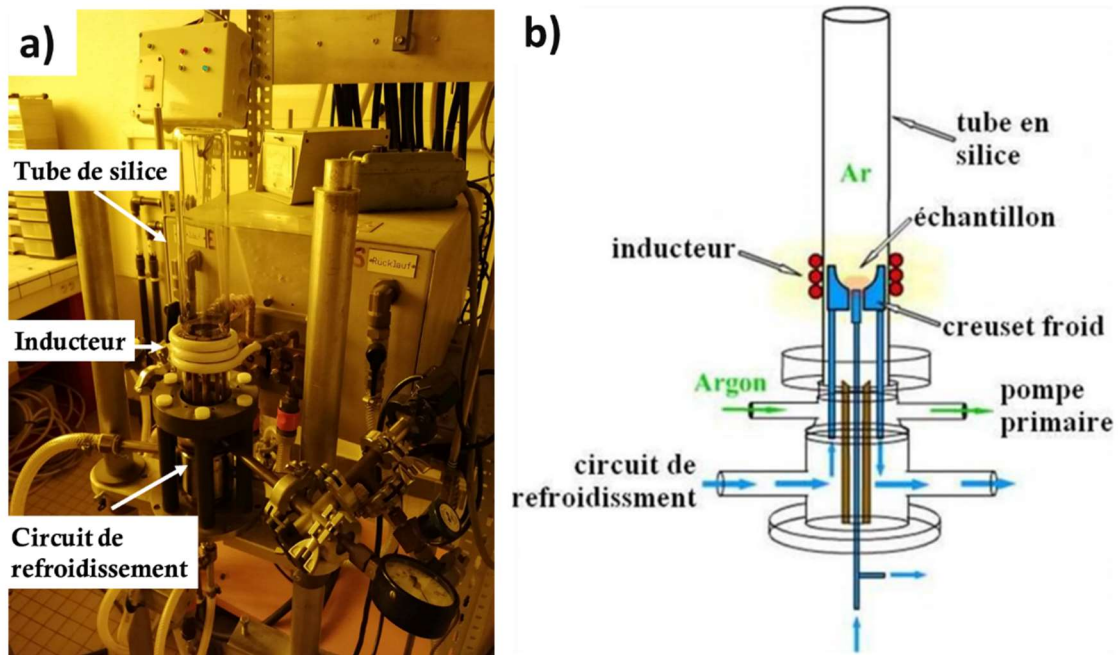 a)
Tube de silice
Rücklauf
Inducteur
Circuit de
refroidissement
b)
tube en
silice
Ar
échantillon
inducteur
creuset froid
Argon
pompe
primaire
circuit de
refroidissment